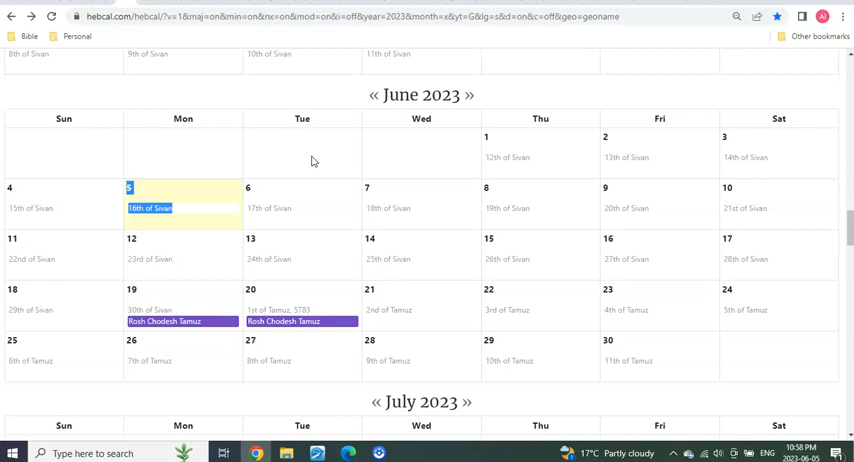 hebcal.com/hebcal/?v=1&maj=on&min=on&nx=on&mod=on&i=off&year=2023&month=x&yt=G&lg=s&d=on&c=off&geo=geoname
AI
Bible Personal Other bookmarks
8th of Sivan 9th of Sivan 10th of Sivan 11th of Sivan
« June 2023 »
Sun Mon Tue Wed Thu Fri Sat
1 2 3
12th of Sivan 13th of Sivan 14th of Sivan
4 5 6 7 8 9 10
15th of Sivan 16th of Sivan 17th of Sivan 18th of Sivan 19th of Sivan 20th of Sivan 21st of Sivan
11 12 13 14 15 16 17
22nd of Sivan 23rd of Sivan 24th of Sivan 25th of Sivan 26th of Sivan 27th of Sivan 28th of Sivan
18 19 20 21 22 23 24
29th of Sivan 30th of Sivan 1st of Tamuz, 5783 2nd of Tamuz 3rd of Tamuz 4th of Tamuz 5th of Tamuz
Rosh Chodesh Tamuz Rosh Chodesh Tamuz
25 26 27 28 29 30
6th of Tamuz 7th of Tamuz 8th of Tamuz 9th of Tamuz 10th of Tamuz 11th of Tamuz
« July 2023 »
Sun Mon Tue Wed Thu Fri Sat
Type here to search 17°C Partly cloudy ENG 10:58 PM
2023-06-05